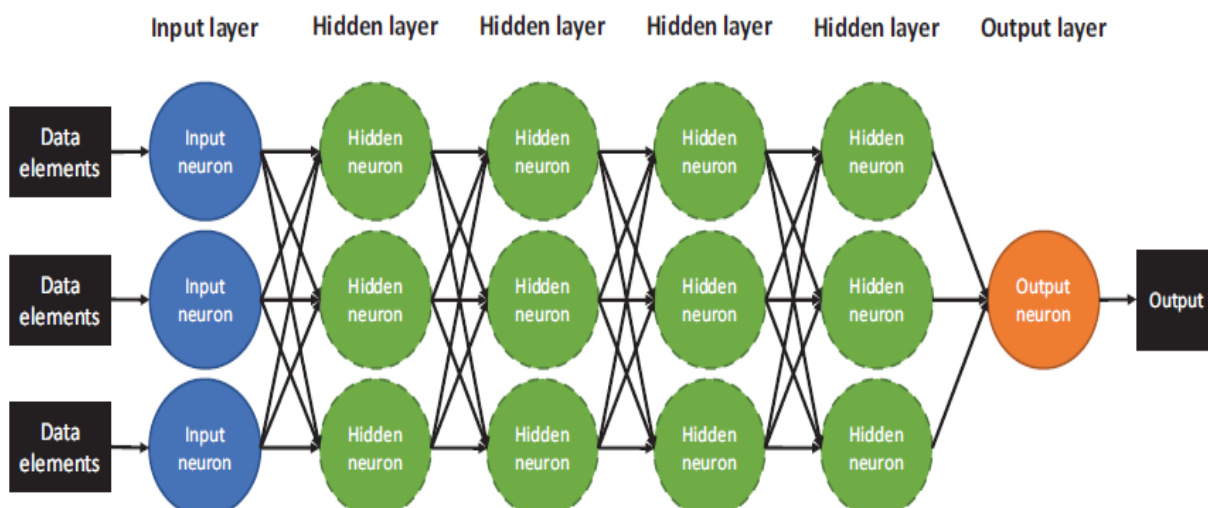 Input layer Hidden layer Hidden layer Hidden layer Hidden layer Output layer
Data
elements
Input
neuron
Hidden
neuron
Hidden
neuron
Hidden
neuron
Hidden
neuron
Data
elements
Input
neuron
Hidden
neuron
Hidden
neuron
Hidden
neuron
Hidden
neuron
Output
neuron
Output
Data
elements
Input
neuron
Hidden
neuron
Hidden
neuron
Hidden
neuron
Hidden
neuron